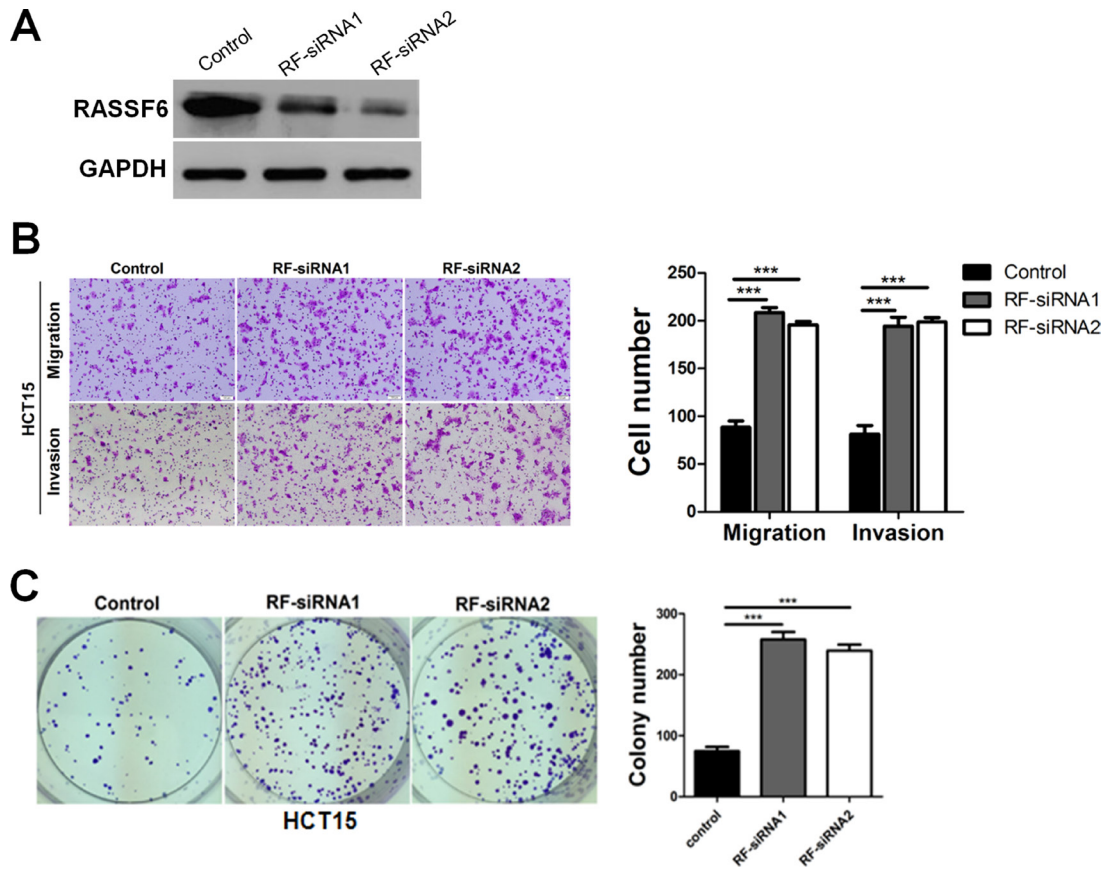 A
Control
RF-siRNA1
RF-siRNA2
RASSF6
GAPDH
B
Control
RF-siRNA1
RF-siRNA2
HCT15
Migration
Invasion
Cell number
250
200
150
100
50
0
***
***
***
***
Migration
Invasion
Control
RF-siRNA1
RF-siRNA2
C
Control
RF-siRNA1
RF-siRNA2
HCT15
Colony number
300
200
100
0
***
***
control
RF-siRNA1
RF-siRNA2